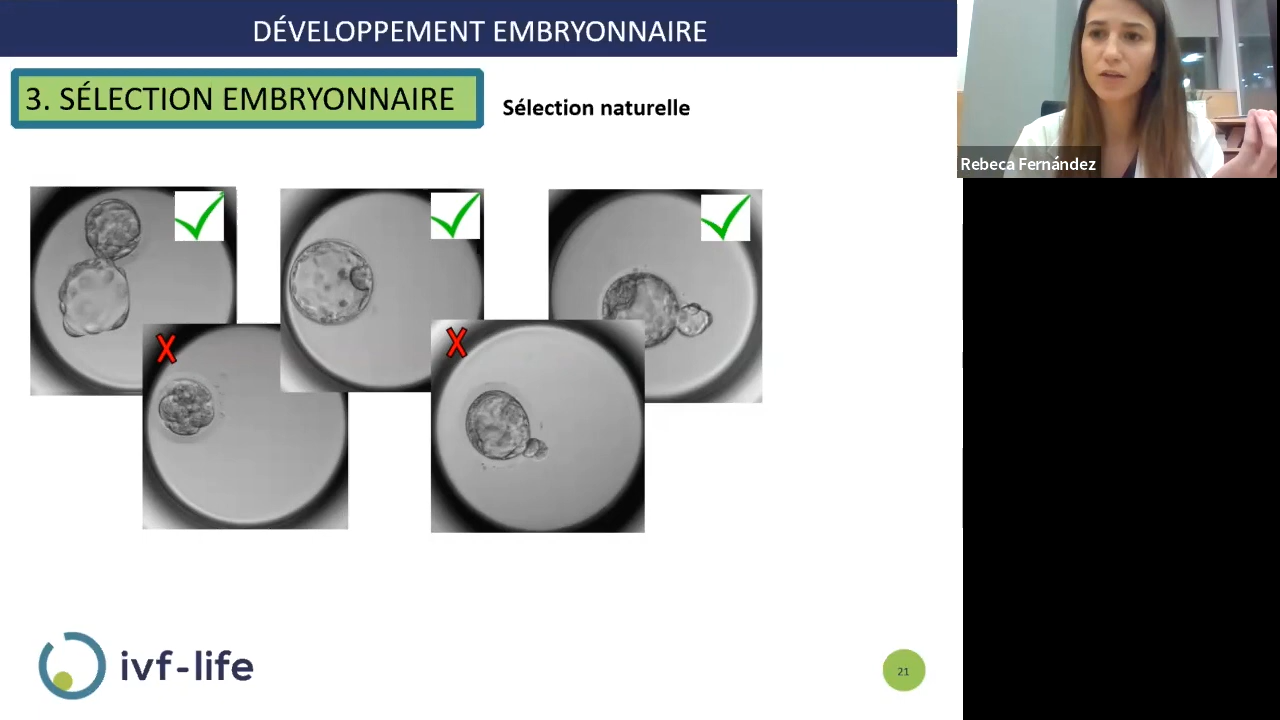 DÉVELOPPEMENT EMBRYONNAIRE
3. SÉLECTION EMBRYONNAIRE
Sélection naturelle
Rebeca Fernández
ivf-life
21